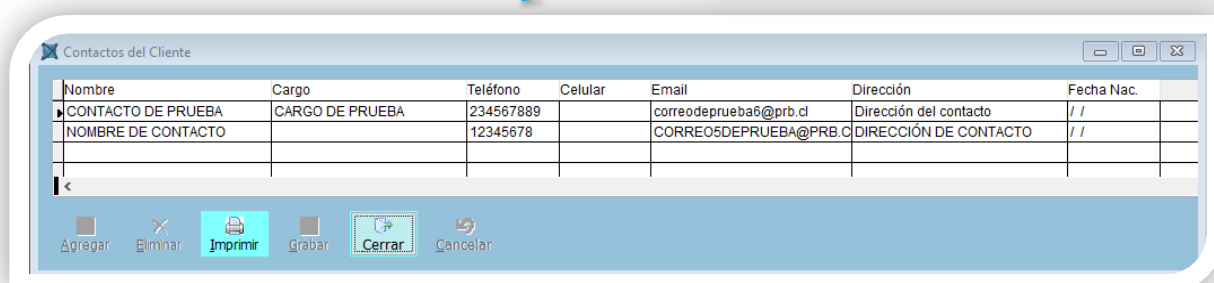 Contactos del Cliente
Nombre Cargo Teléfono Celular Email Dirección Fecha Nac.
CONTACTO DE PRUEBA CARGO DE PRUEBA 234567889 correodeprueba6@prb.cl Dirección del contacto / /
NOMBRE DE CONTACTO 12345678 CORREO5DEPRUEBA@PRB.C DIRECCIÓN DE CONTACTO / /
Agregar Eliminar Imprimir Grabar Cerrar Cancelar